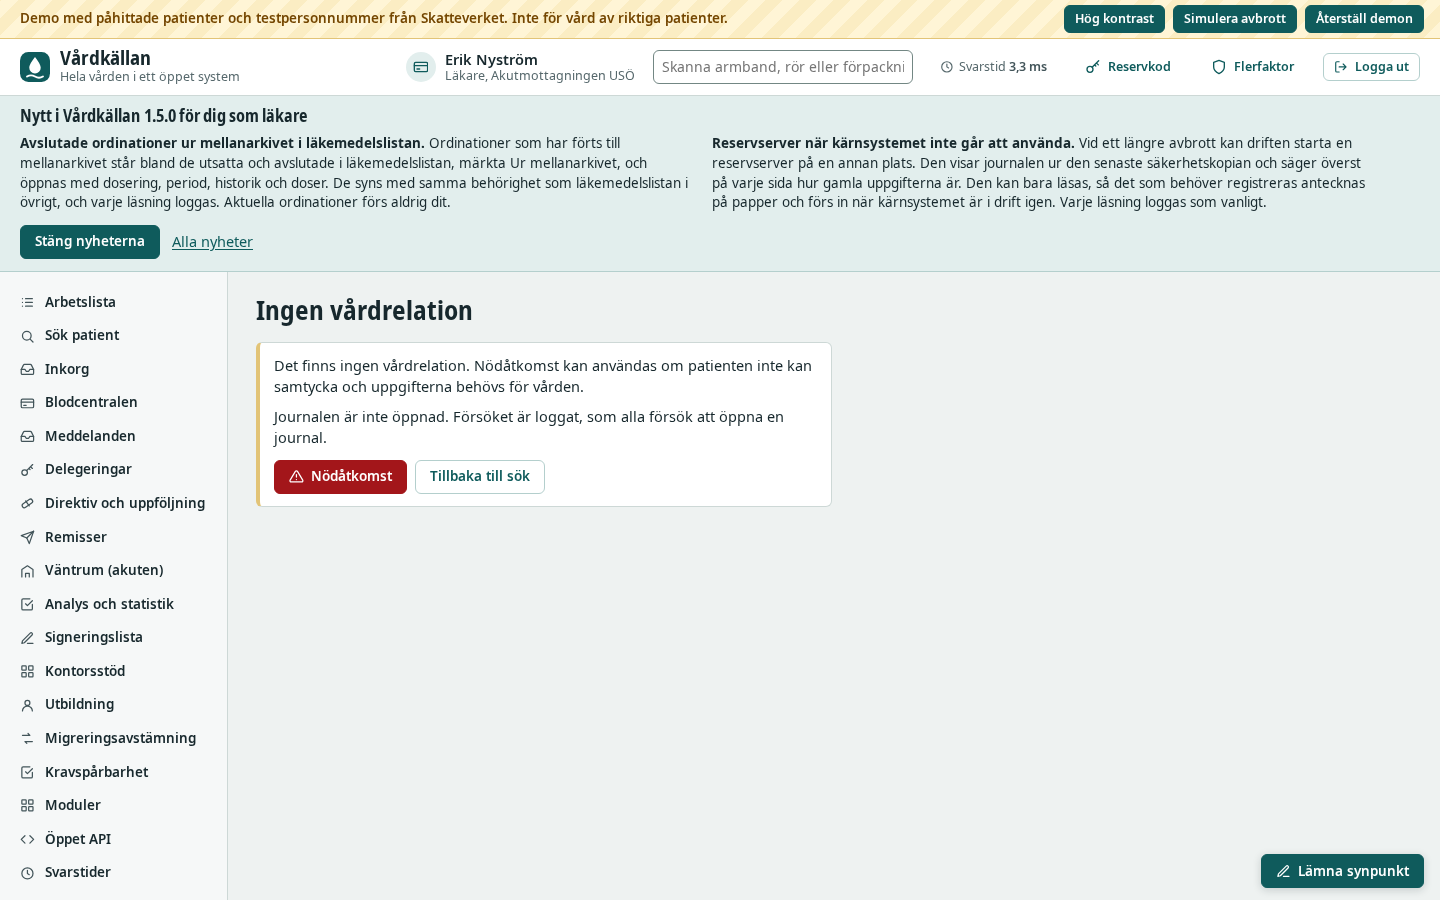 Demo med påhittade patienter och testpersonnummer från Skatteverket. Inte för vård av riktiga patienter.
Hög kontrast
Simulera avbrott
Återställ demon
Vårdkällan
Hela vården i ett öppet system
Erik Nyström
Läkare, Akutmottagningen USÖ
Skanna armband, rör eller förpackni
Svarstid 3,3 ms
Reservkod
Flerfaktor
Logga ut
Nytt i Vårdkällan 1.5.0 för dig som läkare
Avslutade ordinationer ur mellanarkivet i läkemedelslistan. Ordinationer som har förts till
mellanarkivet står bland de utsatta och avslutade i läkemedelslistan, märkta Ur mellanarkivet, och
öppnas med dosering, period, historik och doser. De syns med samma behörighet som läkemedelslistan i
övrigt, och varje läsning loggas. Aktuella ordinationer förs aldrig dit.
Reservserver när kärnsystemet inte går att använda. Vid ett längre avbrott kan driften starta en
reservserver på en annan plats. Den visar journalen ur den senaste säkerhetskopian och säger överst
på varje sida hur gamla uppgifterna är. Den kan bara läsas, så det som behöver registreras antecknas
på papper och förs in när kärnsystemet är i drift igen. Varje läsning loggas som vanligt.
Stäng nyheterna
Alla nyheter
Arbetslista
Sök patient
Inkorg
Blodcentralen
Meddelanden
Delegeringar
Direktiv och uppföljning
Remisser
Väntrum (akuten)
Analys och statistik
Signeringslista
Kontorsstöd
Utbildning
Migreringsavstämning
Kravspårbarhet
Moduler
Öppet API
Svarstider
Ingen vårdrelation
Det finns ingen vårdrelation. Nödåtkomst kan användas om patienten inte kan
samtycka och uppgifterna behövs för vården.
Journalen är inte öppnad. Försöket är loggat, som alla försök att öppna en
journal.
Nödåtkomst
Tillbaka till sök
Lämna synpunkt